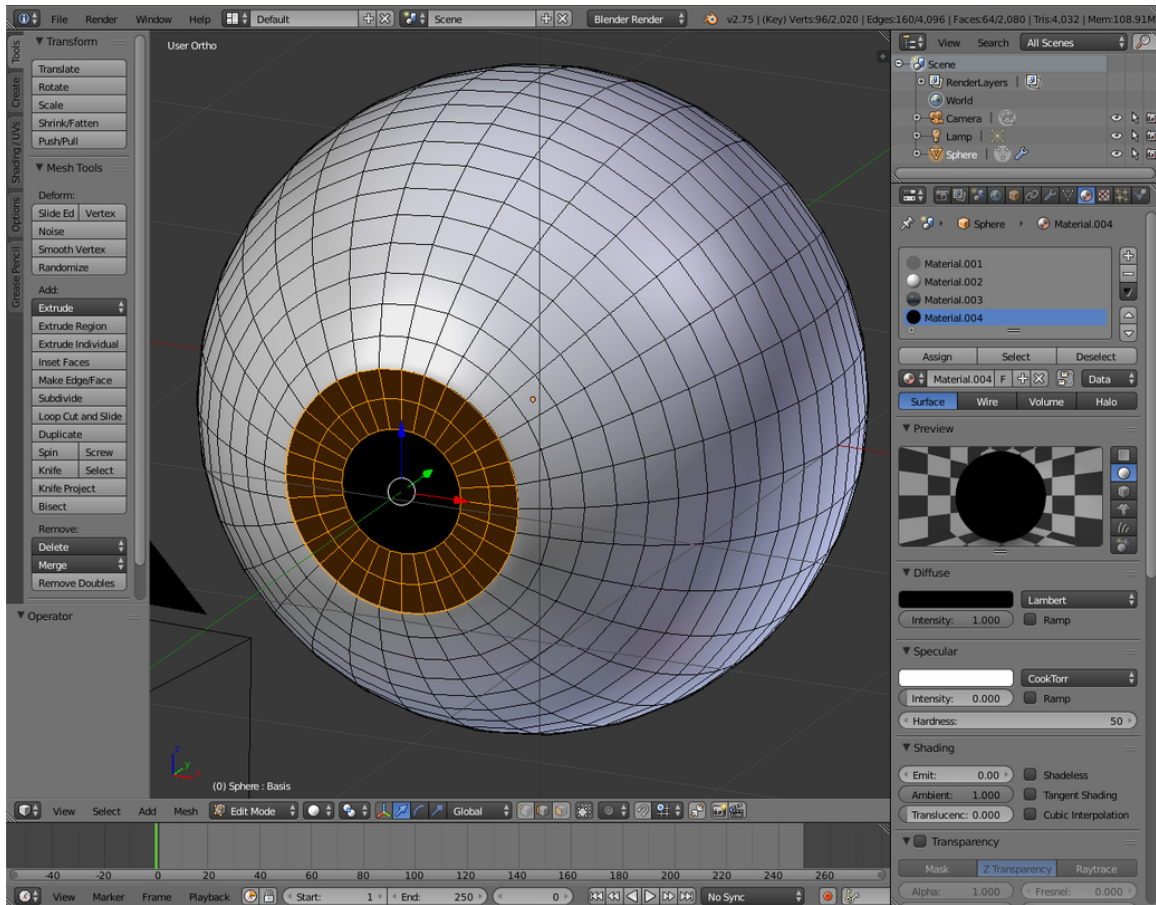 File Render Window Help Default Scene Blender Render v2.75 | (Key) Verts:96/2,020 | Edges:160/4,096 | Faces:64/2,080 | Tris:4,032 | Mem:108.91M
Tools
Create
Shading / UVs
Options
Grease Pencil
Transform
Translate
Rotate
Scale
Shrink/Fatten
Push/Pull
Mesh Tools
Deform:
Slide Ed Vertex
Noise
Smooth Vertex
Randomize
Add:
Extrude
Extrude Region
Extrude Individual
Inset Faces
Make Edge/Face
Subdivide
Loop Cut and Slide
Duplicate
Spin Screw
Knife Select
Knife Project
Bisect
Remove:
Delete
Merge
Remove Doubles
Operator
User Ortho
z
y
x
(0) Sphere : Basis
View Select Add Mesh Edit Mode Global
-40 -20 0 20 40 60 80 100 120 140 160 180 200 220 240 260
View Marker Frame Playback Start: 1 End: 250 0 No Sync
View Search All Scenes
Scene
RenderLayers |
World
Camera |
Lamp |
Sphere |
Sphere Material.004
Material.001
Material.002
Material.003
Material.004
Assign Select Deselect
Material.004 F Data
Surface Wire Volume Halo
Preview
Diffuse
Lambert
Intensity: 1.000 Ramp
Specular
CookTorr
Intensity: 0.000 Ramp
Hardness: 50
Shading
Emit: 0.00 Shadeless
Ambient: 1.000 Tangent Shading
Translucenc: 0.000 Cubic Interpolation
Transparency
Mask Z Transparency Raytrace
Alpha: 1.000 Fresnel: 0.000